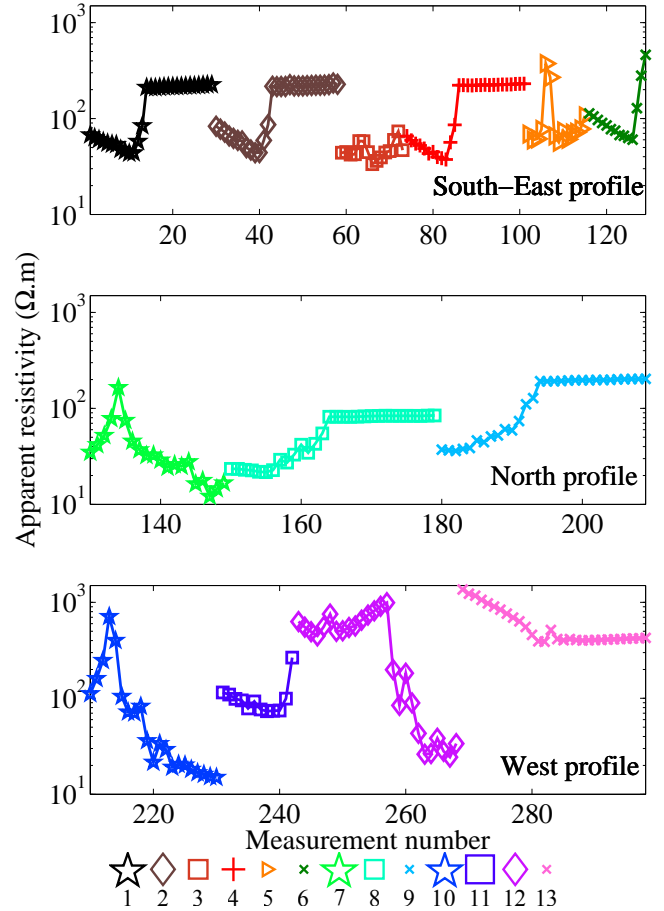 10³
10²
10¹
South−East profile
20 40 60 80 100 120
10³
10²
10¹
North profile
140 160 180 200
Apparent resistivity (Ω.m)
10³
10²
10¹
West profile
220 240 260 280
Measurement number
1 2 3 4 5 6 7 8 9 10 11 12 13